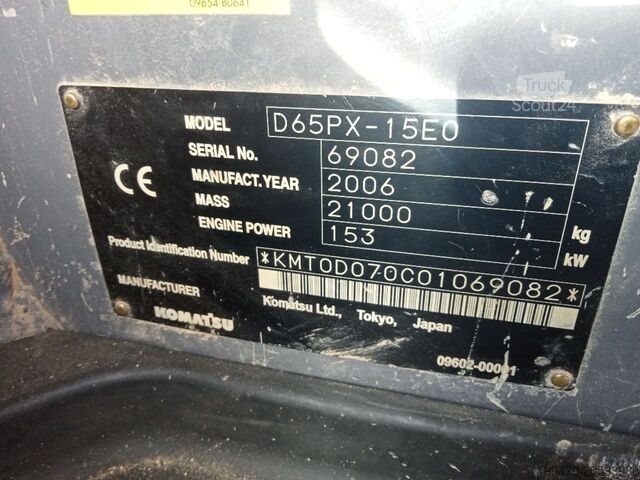 09654-B0641
Truck
Scout24
MODEL D65PX-15E0
SERIAL No. 69082
MANUFACT.YEAR 2006
MASS 21000 kg
ENGINE POWER 153 kW
Product Identification Number *KMT0D070C01069082*
MANUFACTURER Komatsu Ltd., Tokyo, Japan
KOMATSU
CE